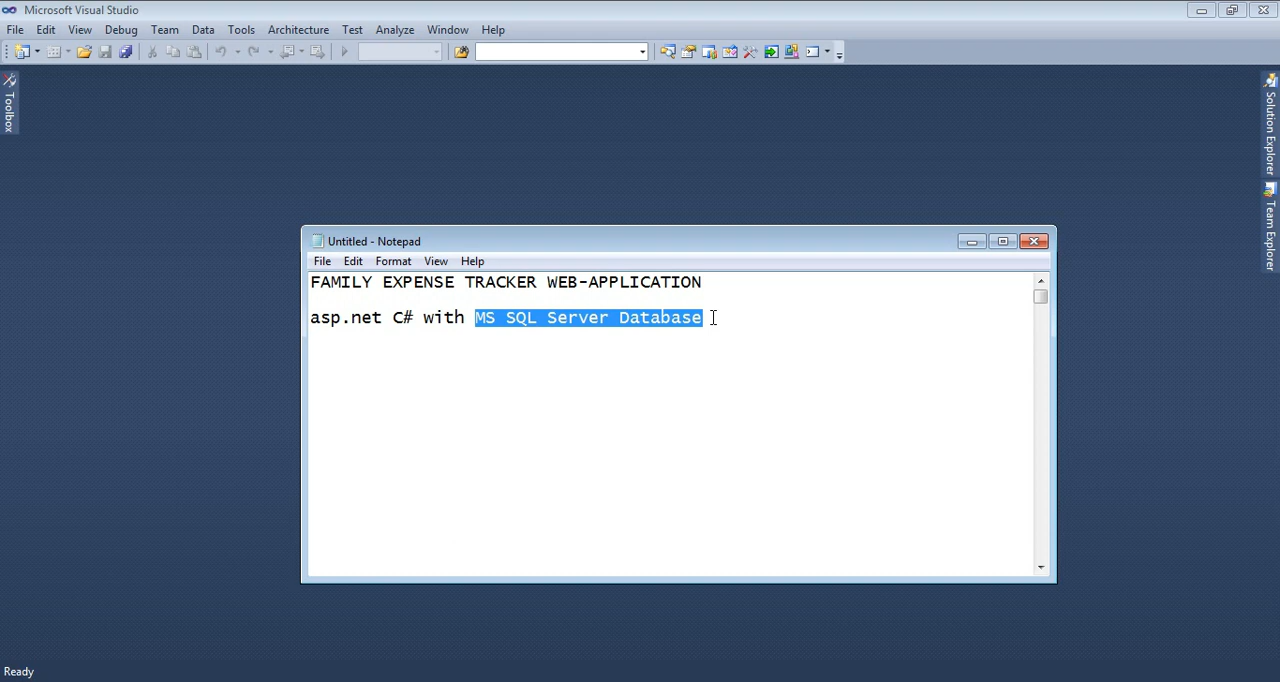 Microsoft Visual Studio
File Edit View Debug Team Data Tools Architecture Test Analyze Window Help
Toolbox
Solution Explorer
Team Explorer
Untitled - Notepad
File Edit Format View Help
FAMILY EXPENSE TRACKER WEB-APPLICATION
asp.net C# with MS SQL Server Database
Ready